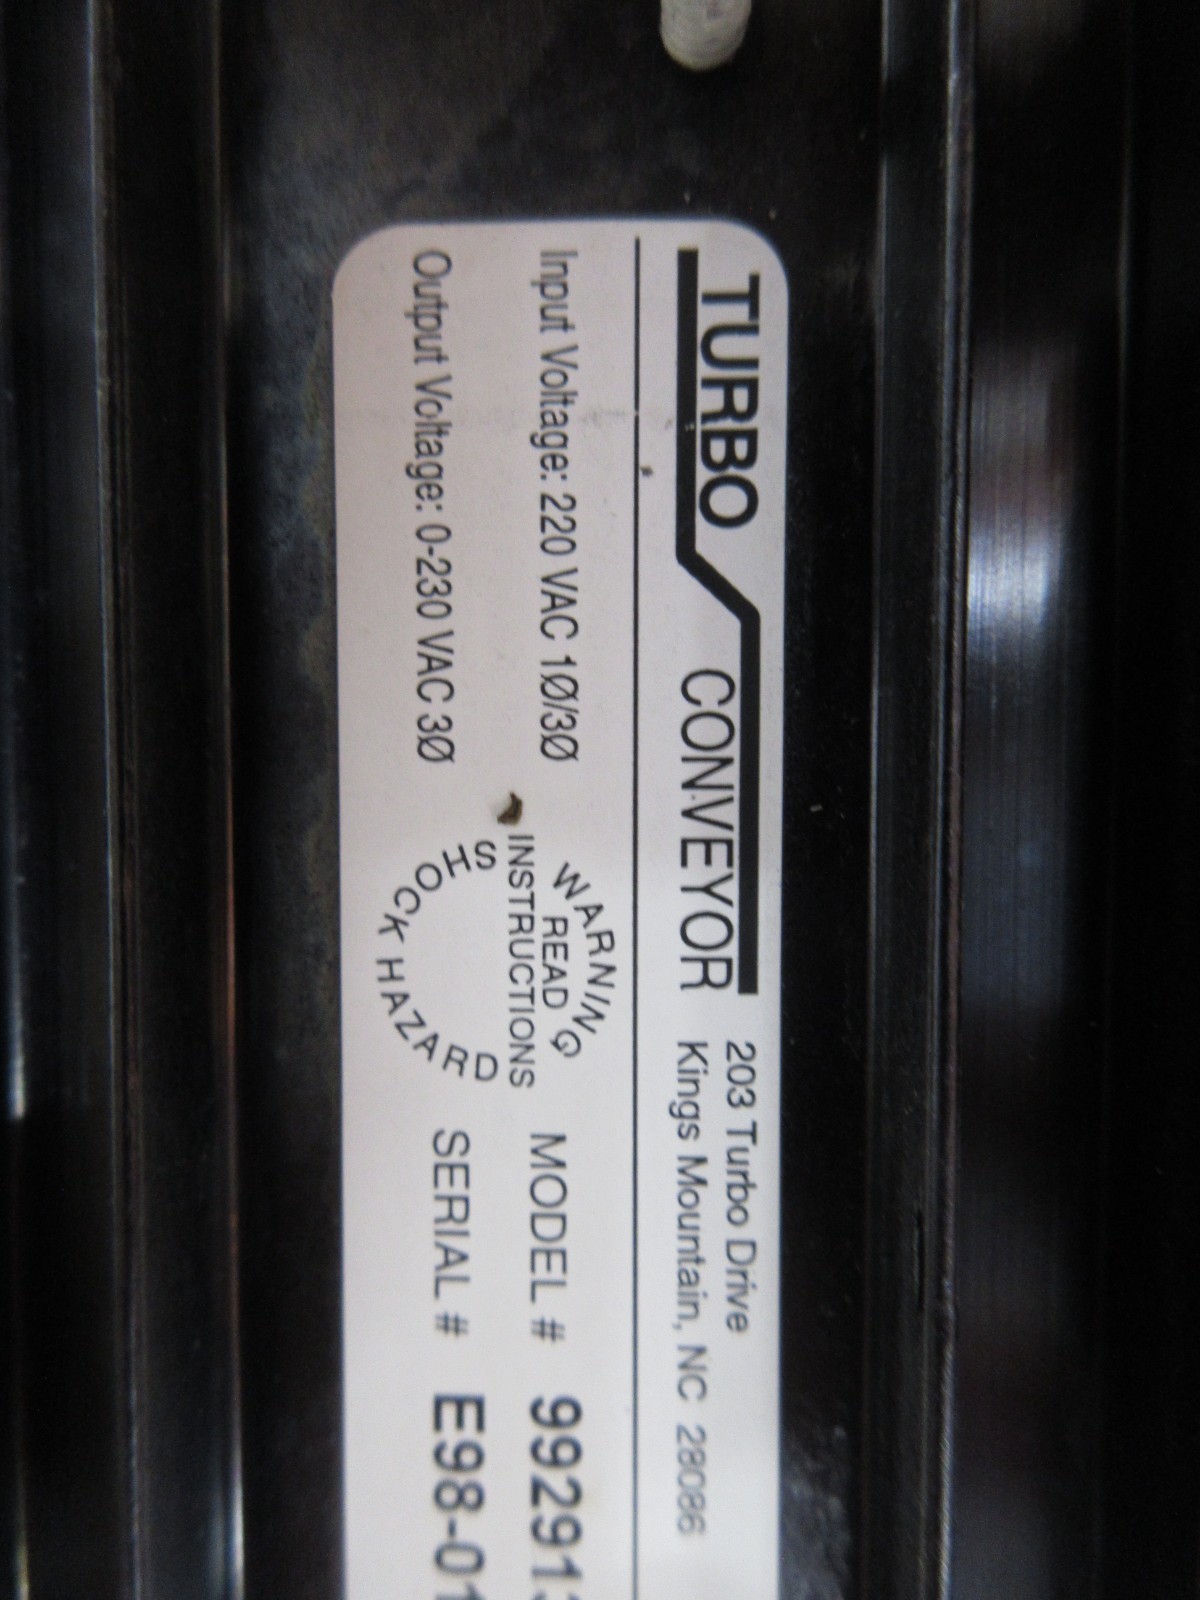 TURBO CONVEYOR
203 Turbo Drive
Kings Mountain, NC 28086
Input Voltage: 220 VAC 1Ø/3Ø
Output Voltage: 0-230 VAC 3Ø
WARNING
READ
INSTRUCTIONS
SHOCK HAZARD
MODEL # 99291
SERIAL # E98-01